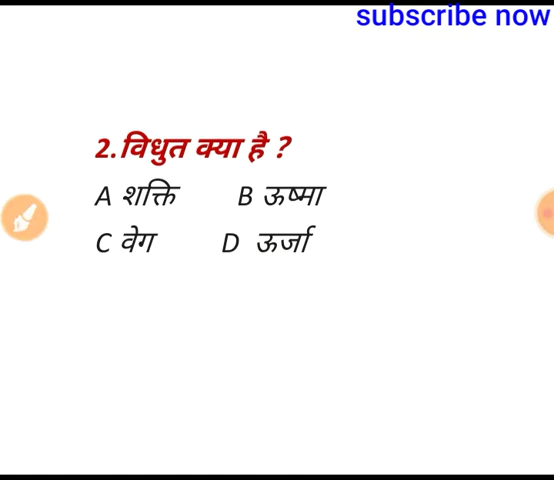 subscribe now
2.विधुत क्या है ?
A शक्ति B ऊष्मा
C वेग D ऊर्जा